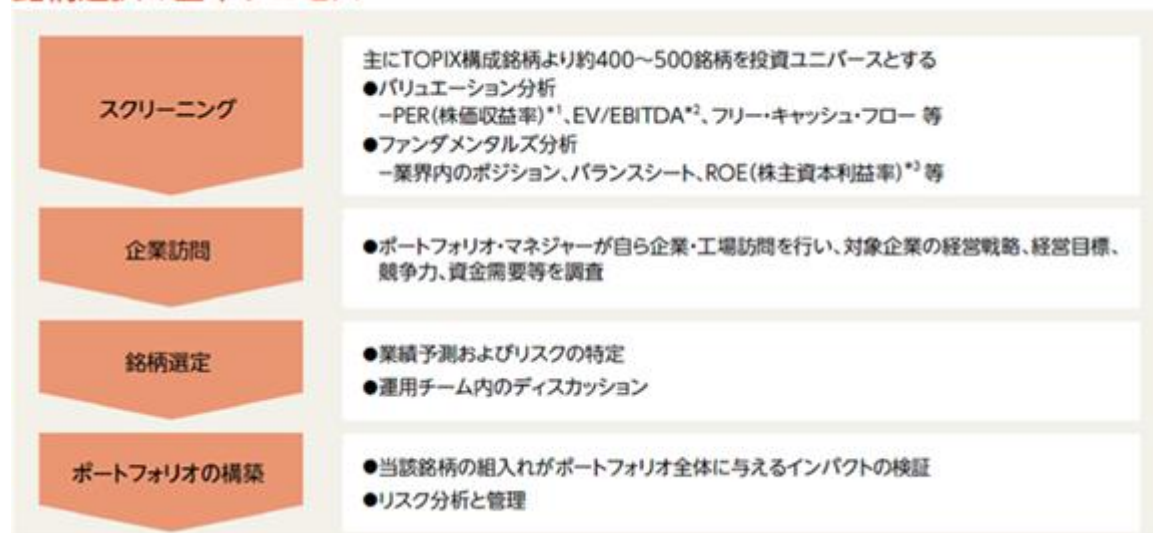 スクリーニング
主にTOPIX構成銘柄より約400～500銘柄を投資ユニバースとする
●バリュエーション分析
－PER(株価収益率)*1、EV/EBITDA*2、フリー・キャッシュ・フロー 等
●ファンダメンタルズ分析
－業界内のポジション、バランスシート、ROE(株主資本利益率)*3 等
企業訪問
●ポートフォリオ・マネジャーが自ら企業・工場訪問を行い、対象企業の経営戦略、経営目標、
競争力、資金需要等を調査
銘柄選定
●業績予測およびリスクの特定
●運用チーム内のディスカッション
ポートフォリオの構築
●当該銘柄の組入れがポートフォリオ全体に与えるインパクトの検証
●リスク分析と管理